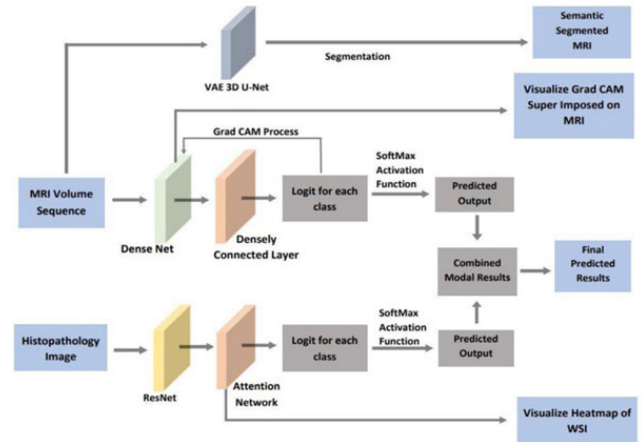 Semantic
Segmented
MRI
VAE 3D U-Net
Segmentation
Visualize Grad CAM
Super Imposed on
MRI
Grad CAM Process
SoftMax
Activation
Function
MRI Volume
Sequence
Logit for each
class
Predicted
Output
Dense Net
Densely
Connected Layer
Combined
Modal Results
Final
Predicted
Results
Histopathology
Image
Logit for each
class
SoftMax
Activation
Function
Predicted
Output
ResNet
Attention
Network
Visualize Heatmap of
WSI